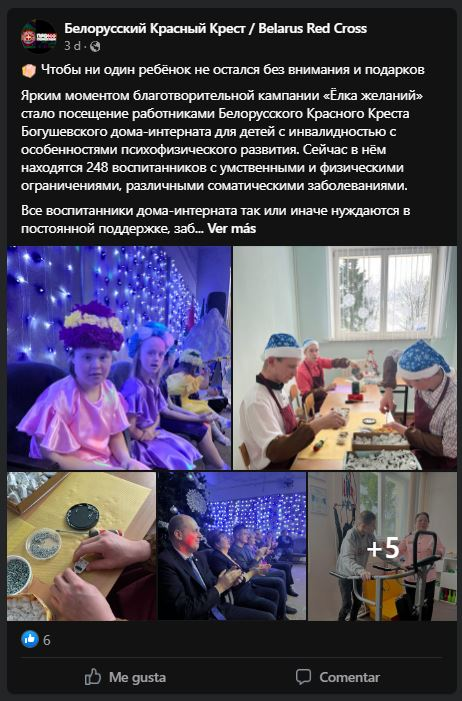 Белорусский Красный Крест / Belarus Red Cross
3 d ·
Чтобы ни один ребёнок не остался без внимания и подарков
Ярким моментом благотворительной кампании «Ёлка желаний»
стало посещение работниками Белорусского Красного Креста
Богушевского дома-интерната для детей с инвалидностью с
особенностями психофизического развития. Сейчас в нём
находятся 248 воспитанников с умственными и физическими
ограничениями, различными соматическими заболеваниями.
Все воспитанники дома-интерната так или иначе нуждаются в
постоянной поддержке, заб... Ver más
+5
6
Me gusta
Comentar